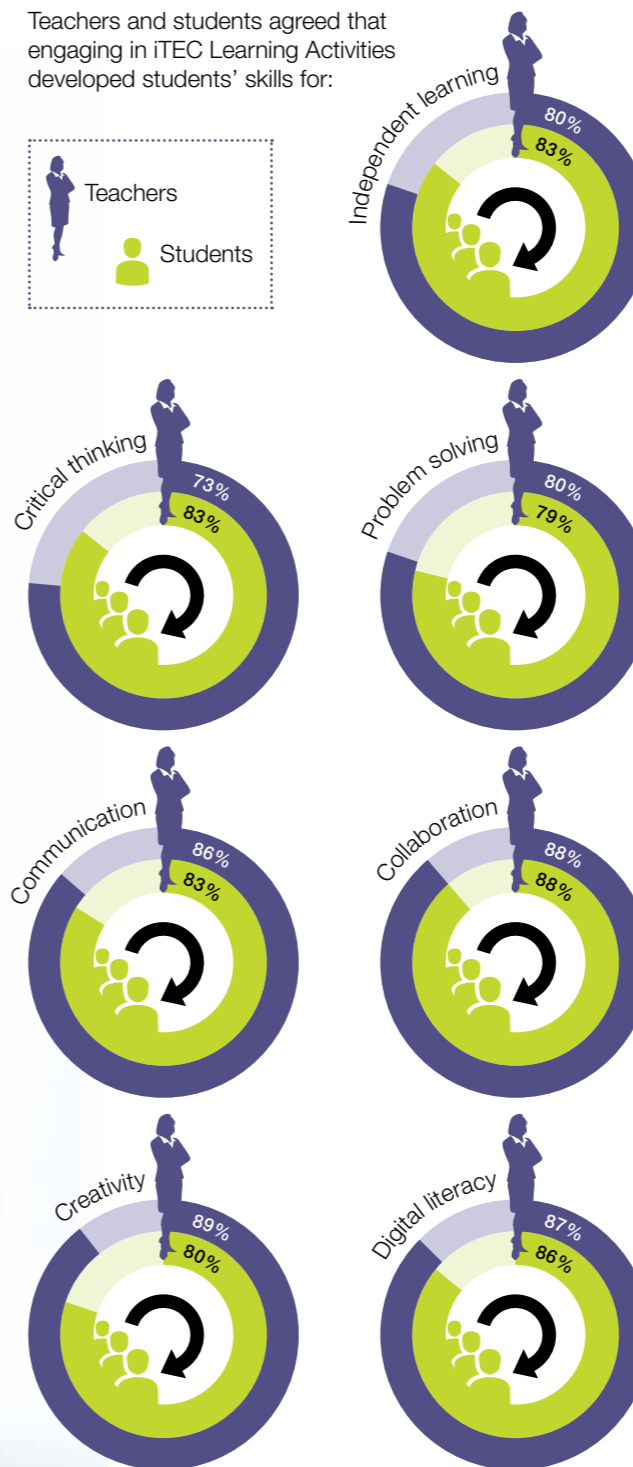 Teachers and students agreed that
engaging in iTEC Learning Activities
developed students' skills for:
Teachers
Students
Independent learning
80%
83%
Critical thinking
73%
83%
Problem solving
80%
79%
Communication
86%
83%
Collaboration
88%
88%
Creativity
89%
80%
Digital literacy
87%
86%